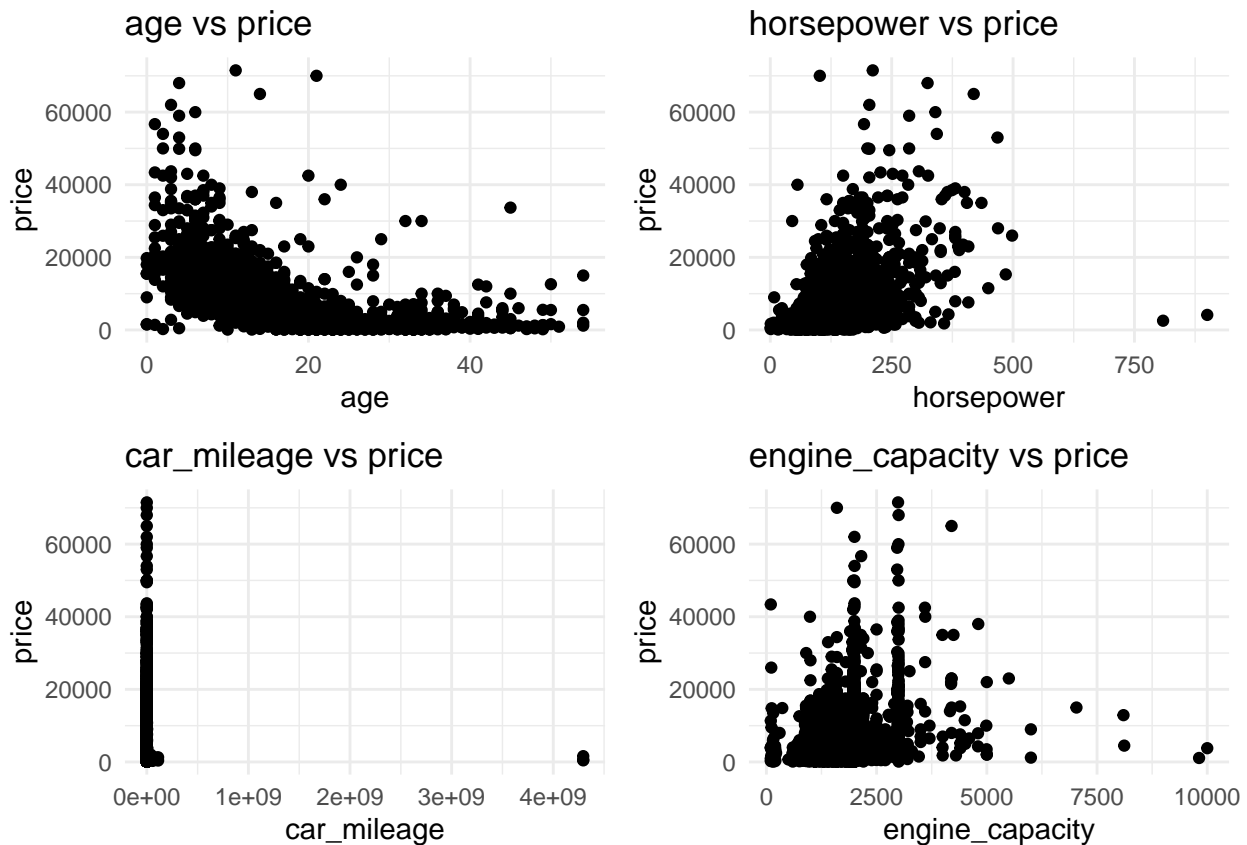 age vs price
60000
40000
20000
0
price
0
20
40
age
horsepower vs price
60000
40000
20000
0
price
0
250
500
750
horsepower
car_mileage vs price
60000
40000
20000
0
price
0e+00
1e+09
2e+09
3e+09
4e+09
car_mileage
engine_capacity vs price
60000
40000
20000
0
price
0
2500
5000
7500
10000
engine_capacity